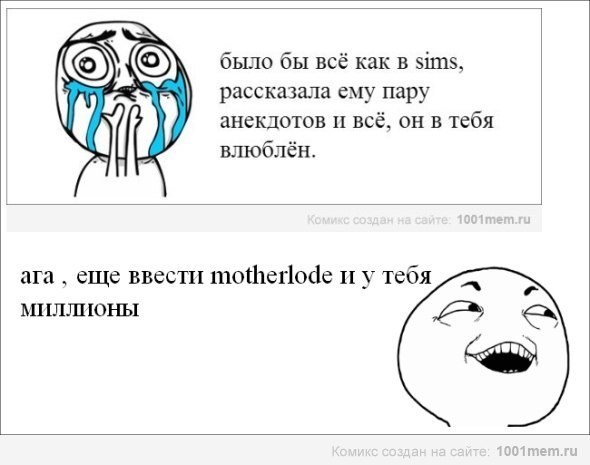 было бы всё как в sims,
рассказала ему пару
анекдотов и всё, он в тебя
влюблён.
Комикс создан на сайте: 1001mem.ru
ага , еще ввести motherlode и у тебя
миллионы
Комикс создан на сайте: 1001mem.ru